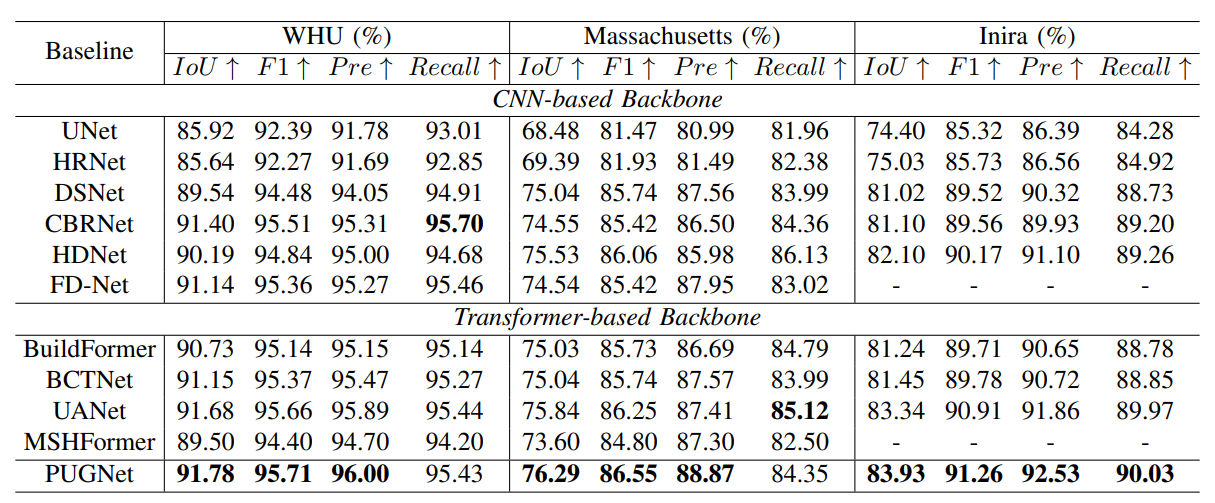 Baseline WHU (%) Massachusetts (%) Inira (%)
IoU ↑ F1 ↑ Pre ↑ Recall ↑ IoU ↑ F1 ↑ Pre ↑ Recall ↑ IoU ↑ F1 ↑ Pre ↑ Recall ↑
CNN-based Backbone
UNet 85.92 92.39 91.78 93.01 68.48 81.47 80.99 81.96 74.40 85.32 86.39 84.28
HRNet 85.64 92.27 91.69 92.85 69.39 81.93 81.49 82.38 75.03 85.73 86.56 84.92
DSNet 89.54 94.48 94.05 94.91 75.04 85.74 87.56 83.99 81.02 89.52 90.32 88.73
CBRNet 91.40 95.51 95.31 95.70 74.55 85.42 86.50 84.36 81.10 89.56 89.93 89.20
HDNet 90.19 94.84 95.00 94.68 75.53 86.06 85.98 86.13 82.10 90.17 91.10 89.26
FD-Net 91.14 95.36 95.27 95.46 74.54 85.42 87.95 83.02 - - - -
Transformer-based Backbone
BuildFormer 90.73 95.14 95.15 95.14 75.03 85.73 86.69 84.79 81.24 89.71 90.65 88.78
BCTNet 91.15 95.37 95.47 95.27 75.04 85.74 87.57 83.99 81.45 89.78 90.72 88.85
UANet 91.68 95.66 95.89 95.44 75.84 86.25 87.41 85.12 83.34 90.91 91.86 89.97
MSHFormer 89.50 94.40 94.70 94.20 73.60 84.80 87.30 82.50 - - - -
PUGNet 91.78 95.71 96.00 95.43 76.29 86.55 88.87 84.35 83.93 91.26 92.53 90.03